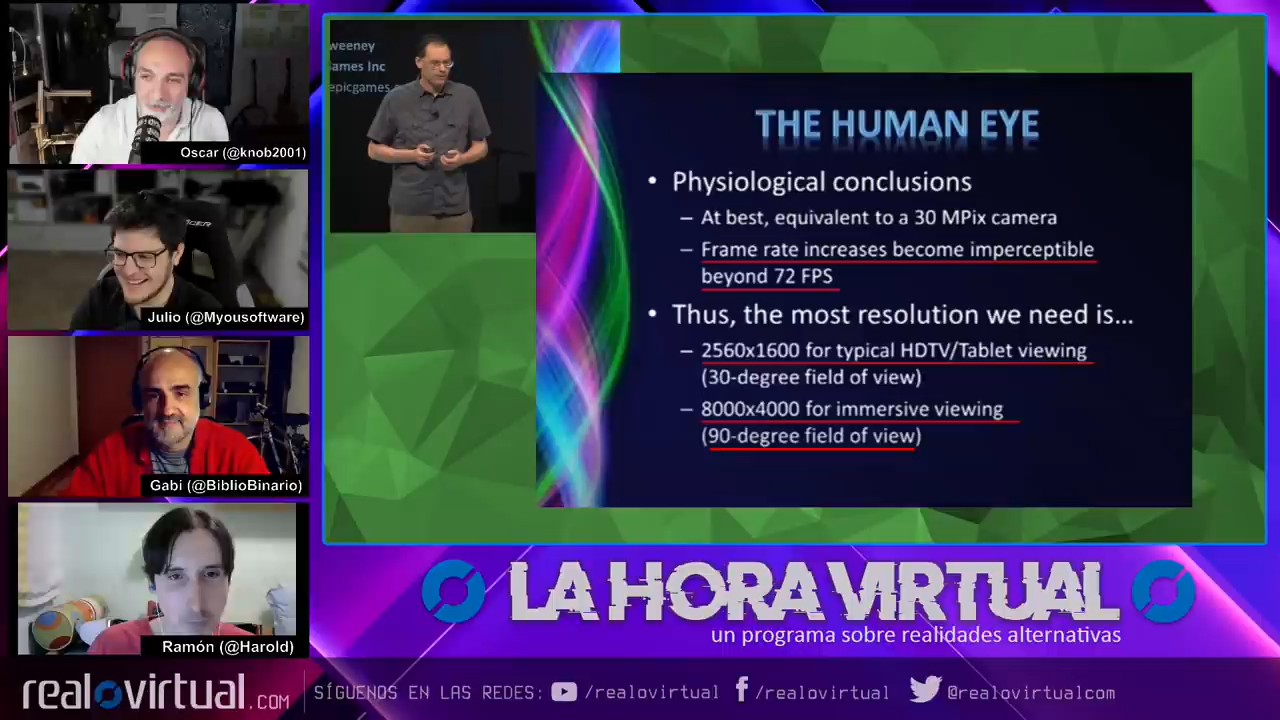 Oscar (@knob2001)
Julio (@Myousoftware)
Gabi (@BiblioBinario)
Ramón (@Harold)
weeney
Games Inc
epicgames.
THE HUMAN EYE
• Physiological conclusions
– At best, equivalent to a 30 MPix camera
– Frame rate increases become imperceptible
beyond 72 FPS
• Thus, the most resolution we need is...
– 2560x1600 for typical HDTV/Tablet viewing
(30-degree field of view)
– 8000x4000 for immersive viewing
(90-degree field of view)
LA HORA VIRTUAL
un programa sobre realidades alternativas
realovirtual.COM
SÍGUENOS EN LAS REDES: /realovirtual /realovirtual @realovirtualcom